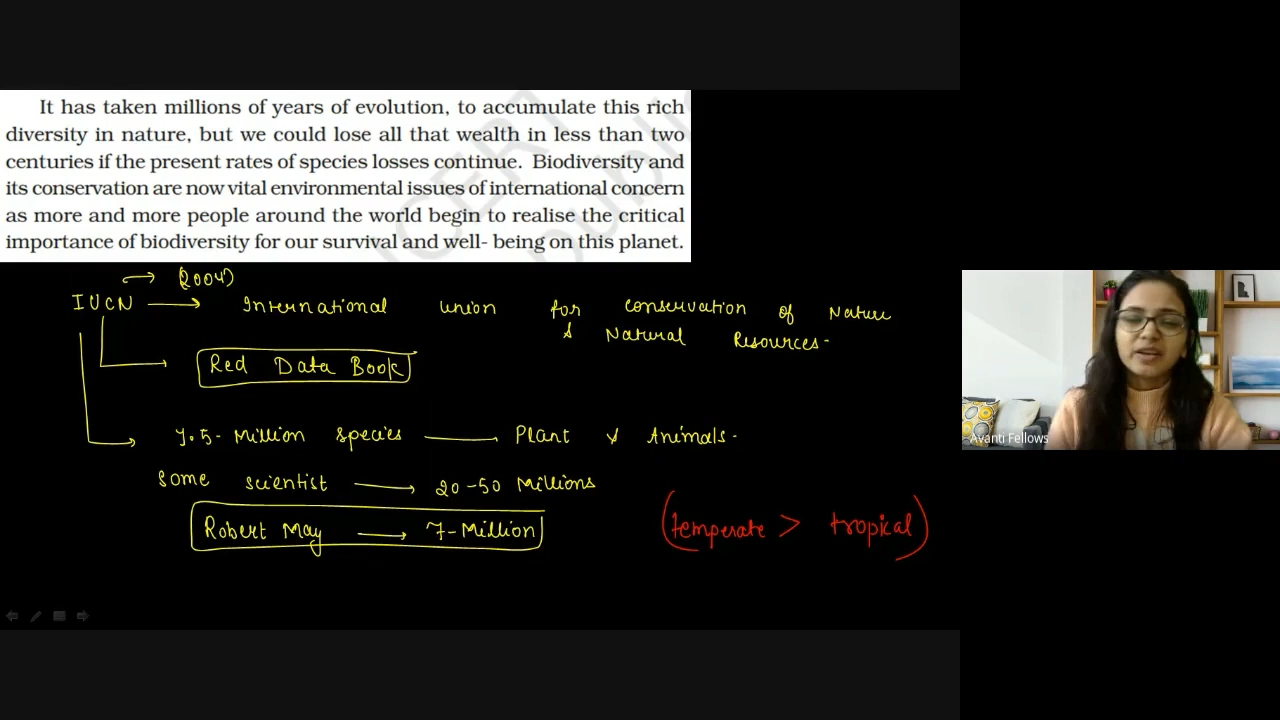 It has taken millions of years of evolution, to accumulate this rich
diversity in nature, but we could lose all that wealth in less than two
centuries if the present rates of species losses continue. Biodiversity and
its conservation are now vital environmental issues of international concern
as more and more people around the world begin to realise the critical
importance of biodiversity for our survival and well- being on this planet.
(2004)
IUCN → International union for conservation of Nature
& Natural Resources.
Red Data Book
1.5 - Million species — Plant & Animals.
some scientist → 20-50 Millions
Robert May → 7-Million
(temperate > tropical)
Avanti Fellows